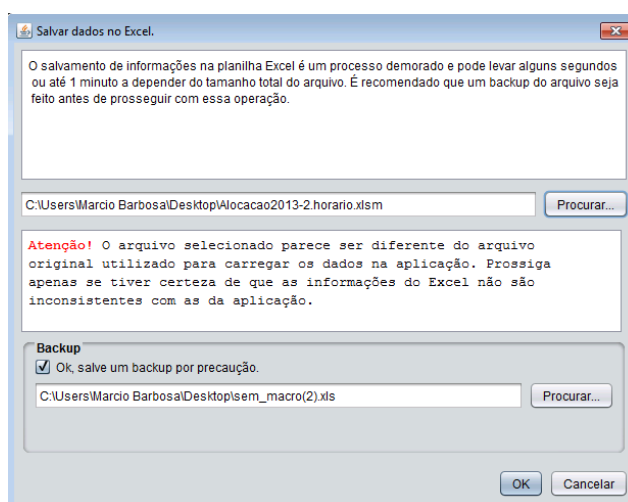 Salvar dados no Excel.
O salvamento de informações na planilha Excel é um processo demorado e pode levar alguns segundos
ou até 1 minuto a depender do tamanho total do arquivo. É recomendado que um backup do arquivo seja
feito antes de prosseguir com essa operação.
C:\Users\Marcio Barbosa\Desktop\Alocacao2013-2.horario.xlsm Procurar...
Atenção! O arquivo selecionado parece ser diferente do arquivo
original utilizado para carregar os dados na aplicação. Prossiga
apenas se tiver certeza de que as informações do Excel não são
inconsistentes com as da aplicação.
Backup
Ok, salve um backup por precaução.
C:\Users\Marcio Barbosa\Desktop\sem_macro(2).xls Procurar...
OK Cancelar